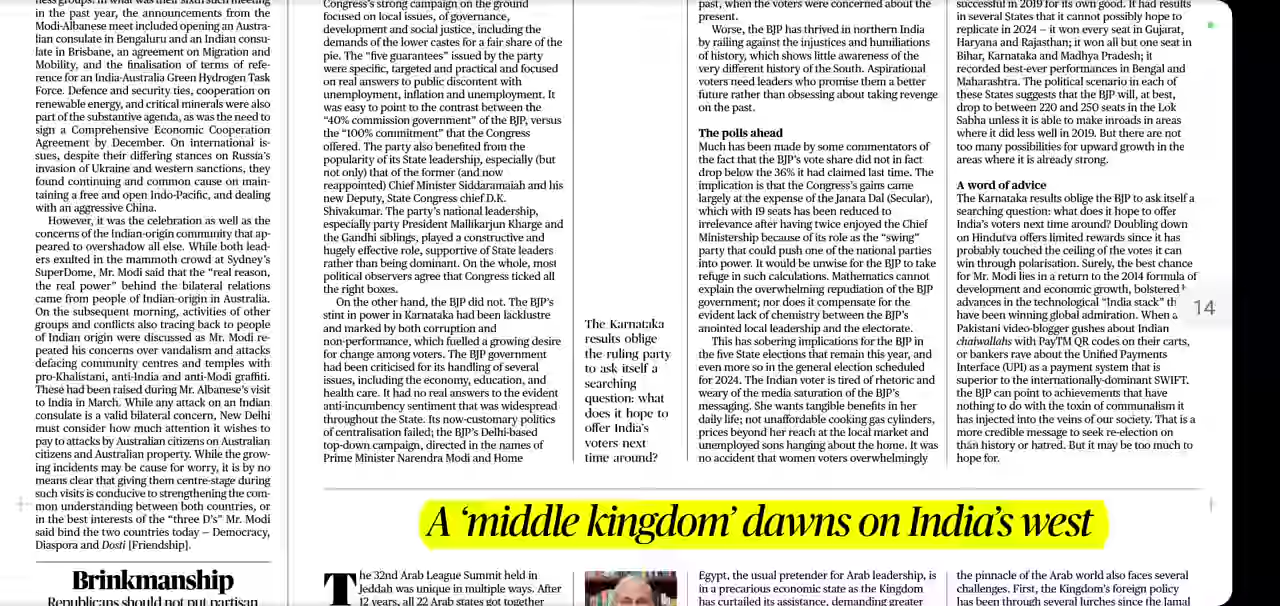 ness groups. In what was their sixth such meeting
in the past year, the announcements from the
Modi-Albanese meet included opening an Austra-
lian consulate in Bengaluru and an Indian consu-
late in Brisbane, an agreement on Migration and
Mobility, and the finalisation of terms of refe-
rence for an India-Australia Green Hydrogen Task
Force. Defence and security ties, cooperation on
renewable energy, and critical minerals were also
part of the substantive agenda, as was the need to
sign a Comprehensive Economic Cooperation
Agreement by December. On international is-
sues, despite their differing stances on Russia's
invasion of Ukraine and western sanctions, they
found continuing and common cause on main-
taining a free and open Indo-Pacific, and dealing
with an aggressive China.
However, it was the celebration as well as the
concerns of the Indian-origin community that ap-
peared to overshadow all else. While both lead-
ers exulted in the mammoth crowd at Sydney's
SuperDome, Mr. Modi said that the “real reason,
the real power” behind the bilateral relations
came from people of Indian-origin in Australia.
On the subsequent morning, activities of other
groups and conflicts also tracing back to people
of Indian origin were discussed as Mr. Modi re-
peated his concerns over vandalism and attacks
defacing community centres and temples with
pro-Khalistani, anti-India and anti-Modi graffiti.
These had been raised during Mr. Albanese's visit
to India in March. While any attack on an Indian
consulate is a valid bilateral concern, New Delhi
must consider how much attention it wishes to
pay to attacks by Australian citizens on Australian
citizens and Australian property. While the grow-
ing incidents may be cause for worry, it is by no
means clear that giving them centre-stage during
such visits is conducive to strengthening the com-
mon understanding between both countries, or
in the best interests of the “three D's” Mr. Modi
said bind the two countries today – Democracy,
Diaspora and Dosti [Friendship].
Brinkmanship
Republicans should not put partisan
Congress's strong campaign on the ground
focused on local issues, of governance,
development and social justice, including the
demands of the lower castes for a fair share of the
pie. The “five guarantees” issued by the party
were specific, targeted and practical and focused
on real answers to public discontent with
unemployment, inflation and unemployment. It
was easy to point to the contrast between the
“40% commission government” of the BJP, versus
the “100% commitment” that the Congress
offered. The party also benefited from the
popularity of its State leadership, especially (but
not only) that of the former (and now
reappointed) Chief Minister Siddaramaiah and his
new Deputy, State Congress chief D.K.
Shivakumar. The party's national leadership,
especially party President Mallikarjun Kharge and
the Gandhi siblings, played a constructive and
hugely effective role, supportive of State leaders
rather than being dominant. On the whole, most
political observers agree that Congress ticked all
the right boxes.
On the other hand, the BJP did not. The BJP's
stint in power in Karnataka had been lacklustre
and marked by both corruption and
non-performance, which fuelled a growing desire
for change among voters. The BJP government
had been criticised for its handling of several
issues, including the economy, education, and
health care. It had no real answers to the evident
anti-incumbency sentiment that was widespread
throughout the State. Its now-customary politics
of centralisation failed; the BJP's Delhi-based
top-down campaign, directed in the names of
Prime Minister Narendra Modi and Home
The Karnataka
results oblige
the ruling party
to ask itself a
searching
question: what
does it hope to
offer India's
voters next
time around?
past, when the voters were concerned about the
present.
Worse, the BJP has thrived in northern India
by railing against the injustices and humiliations
of history, which shows little awareness of the
very different history of the South. Aspirational
voters need leaders who promise them a better
future rather than obsessing about taking revenge
on the past.
The polls ahead
Much has been made by some commentators of
the fact that the BJP's vote share did not in fact
drop below the 36% it had claimed last time. The
implication is that the Congress's gains came
largely at the expense of the Janata Dal (Secular),
which with 19 seats has been reduced to
irrelevance after having twice enjoyed the Chief
Ministership because of its role as the “swing”
party that could push one of the national parties
into power. It would be unwise for the BJP to take
refuge in such calculations. Mathematics cannot
explain the overwhelming repudiation of the BJP
government; nor does it compensate for the
evident lack of chemistry between the BJP's
anointed local leadership and the electorate.
This has sobering implications for the BJP in
the five State elections that remain this year, and
even more so in the general election scheduled
for 2024. The Indian voter is tired of rhetoric and
weary of the media saturation of the BJP's
messaging. She wants tangible benefits in her
daily life; not unaffordable cooking gas cylinders,
prices beyond her reach at the local market and
unemployed sons hanging about the home. It was
no accident that women voters overwhelmingly
successful in 2019 for its own good. It had results
in several States that it cannot possibly hope to
replicate in 2024 – it won every seat in Gujarat,
Haryana and Rajasthan; it won all but one seat in
Bihar, Karnataka and Madhya Pradesh; it
recorded best-ever performances in Bengal and
Maharashtra. The political scenario in each of
these States suggests that the BJP will, at best,
drop to between 220 and 250 seats in the Lok
Sabha unless it is able to make inroads in areas
where it did less well in 2019. But there are not
too many possibilities for upward growth in the
areas where it is already strong.
A word of advice
The Karnataka results oblige the BJP to ask itself a
searching question: what does it hope to offer
India's voters next time around? Doubling down
on Hindutva offers limited rewards since it has
probably touched the ceiling of the votes it can
win through polarisation. Surely, the best chance
for Mr. Modi lies in a return to the 2014 formula of
development and economic growth, bolstered
advances in the technological “India stack”
have been winning global admiration. When a
Pakistani video-blogger gushes about Indian
chaiwallahs with PayTM QR codes on their carts,
or bankers rave about the Unified Payments
Interface (UPI) as a payment system that is
superior to the internationally-dominant SWIFT,
the BJP can point to achievements that have
nothing to do with the toxin of communalism it
has injected into the veins of our society. That is a
more credible message to seek re-election on
than history or hatred. But it may be too much to
hope for.
14
A ‘middle kingdom’ dawns on India's west
The 32nd Arab League Summit held in
Jeddah was unique in multiple ways. After
12 years, all 22 Arab states got together
Egypt, the usual pretender for Arab leadership, is
in a precarious economic state as the Kingdom
has curtailed its assistance, demanding greater
the pinnacle of the Arab world also faces several
challenges. First, the Kingdom's foreign policy
has been through several lurches since the Jamal